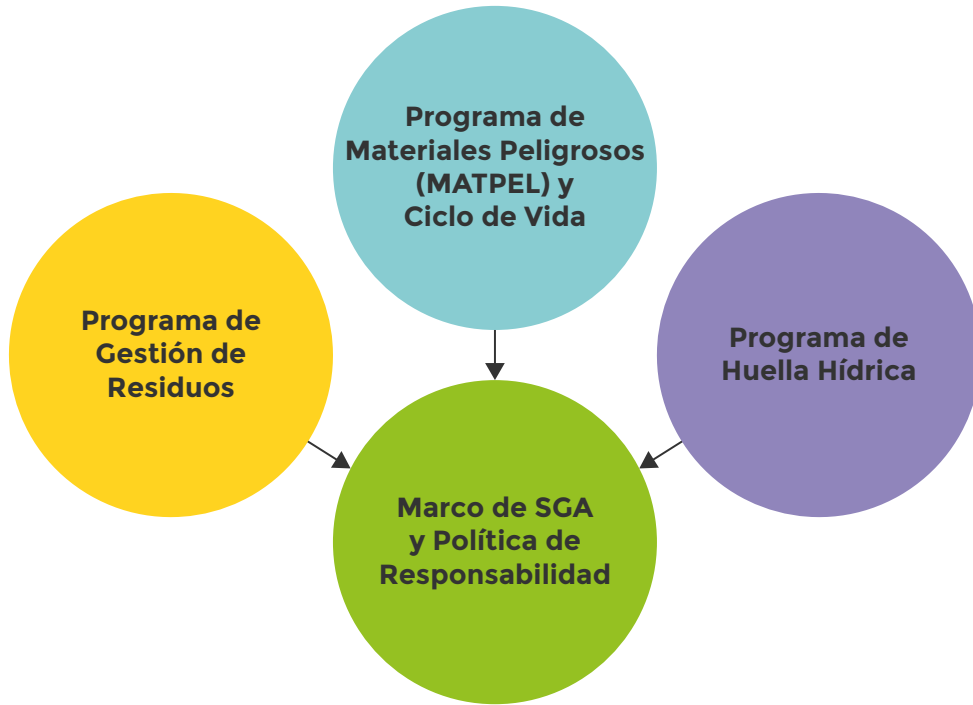 Programa de
Materiales Peligrosos
(MATPEL) y
Ciclo de Vida
Programa de
Gestión de
Residuos
Programa de
Huella Hídrica
Marco de SGA
y Política de
Responsabilidad